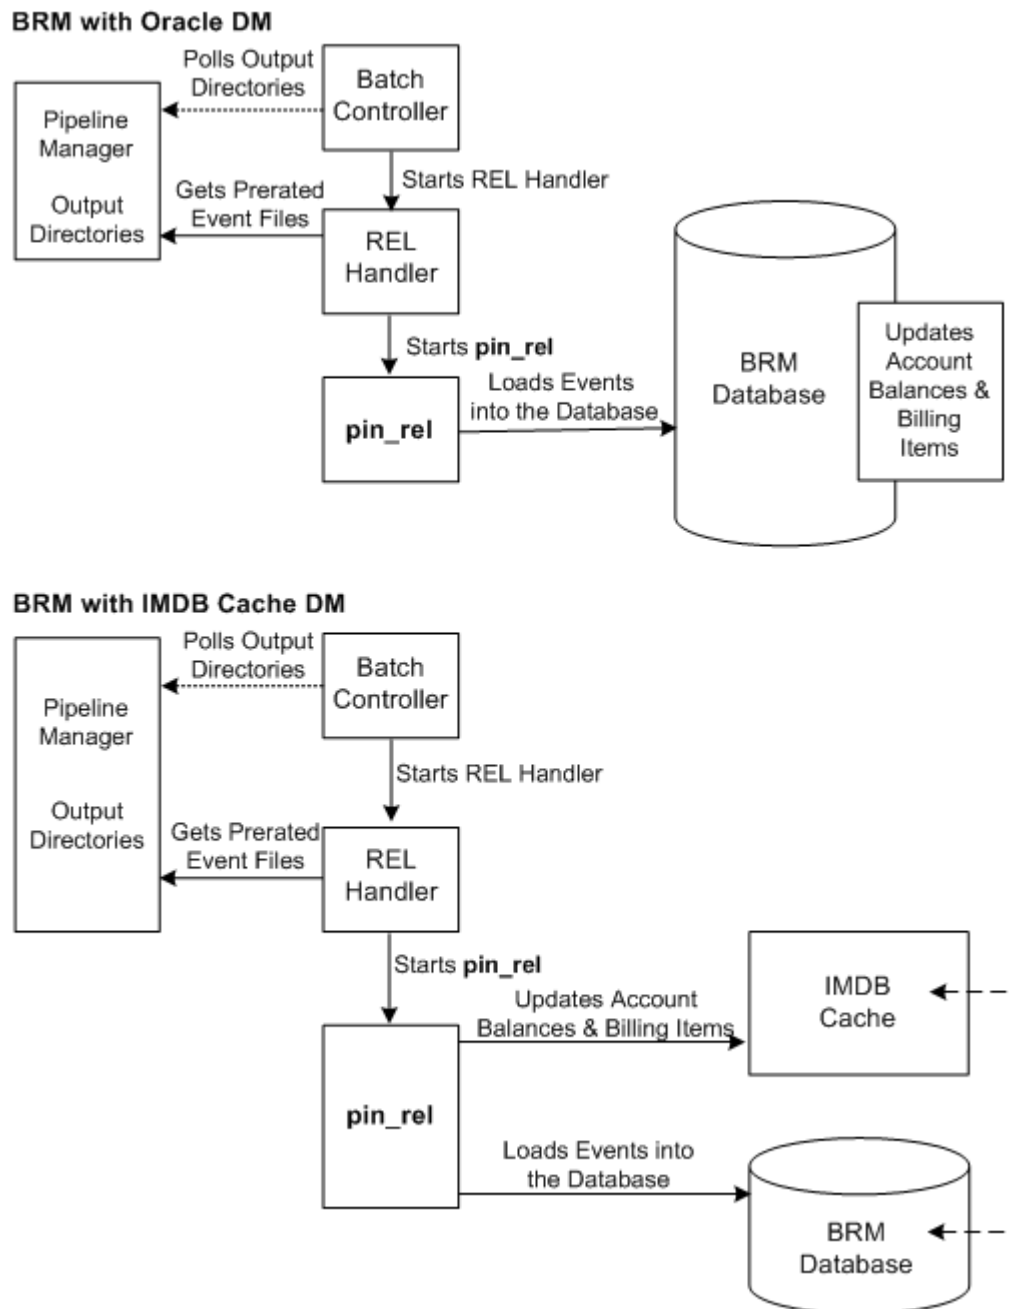 BRM with Oracle DM
Polls Output
Directories
Batch
Controller
Pipeline
Manager
Output
Directories
Starts REL Handler
Gets Prerated
Event Files
REL
Handler
Starts pin_rel
Loads Events
into the Database
pin_rel
BRM
Database
Updates
Account
Balances &
Billing
Items
BRM with IMDB Cache DM
Polls Output
Directories
Batch
Controller
Pipeline
Manager
Output
Directories
Starts REL Handler
Gets Prerated
Event Files
REL
Handler
Starts pin_rel
Updates Account
Balances & Billing Items
IMDB
Cache
pin_rel
Loads Events into
the Database
BRM
Database